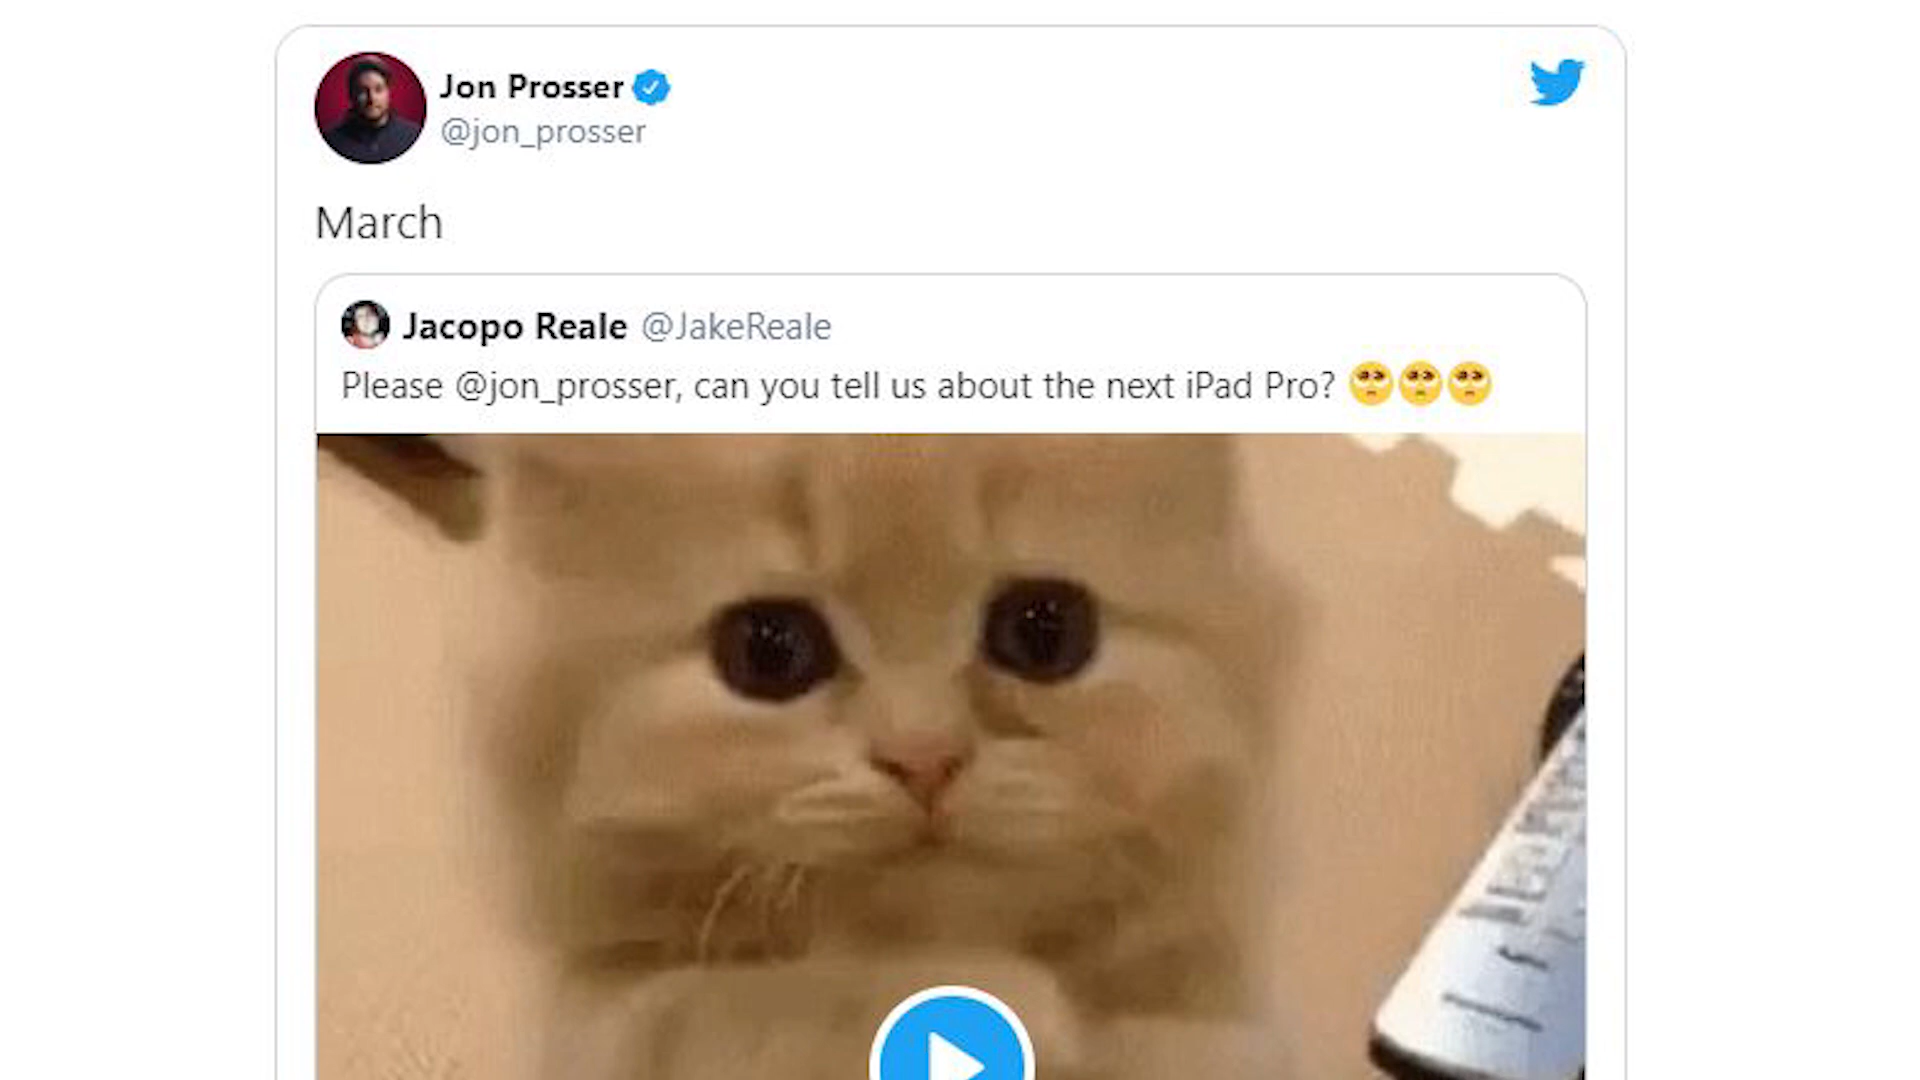 Jon Prosser
@jon_prosser
March
Jacopo Reale @JakeReale
Please @jon_prosser, can you tell us about the next iPad Pro? 🥺🥺🥺